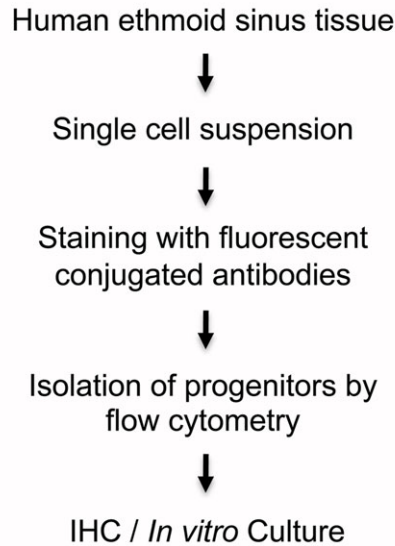 Human ethmoid sinus tissue
Single cell suspension
Staining with fluorescent
conjugated antibodies
Isolation of progenitors by
flow cytometry
IHC / In vitro Culture